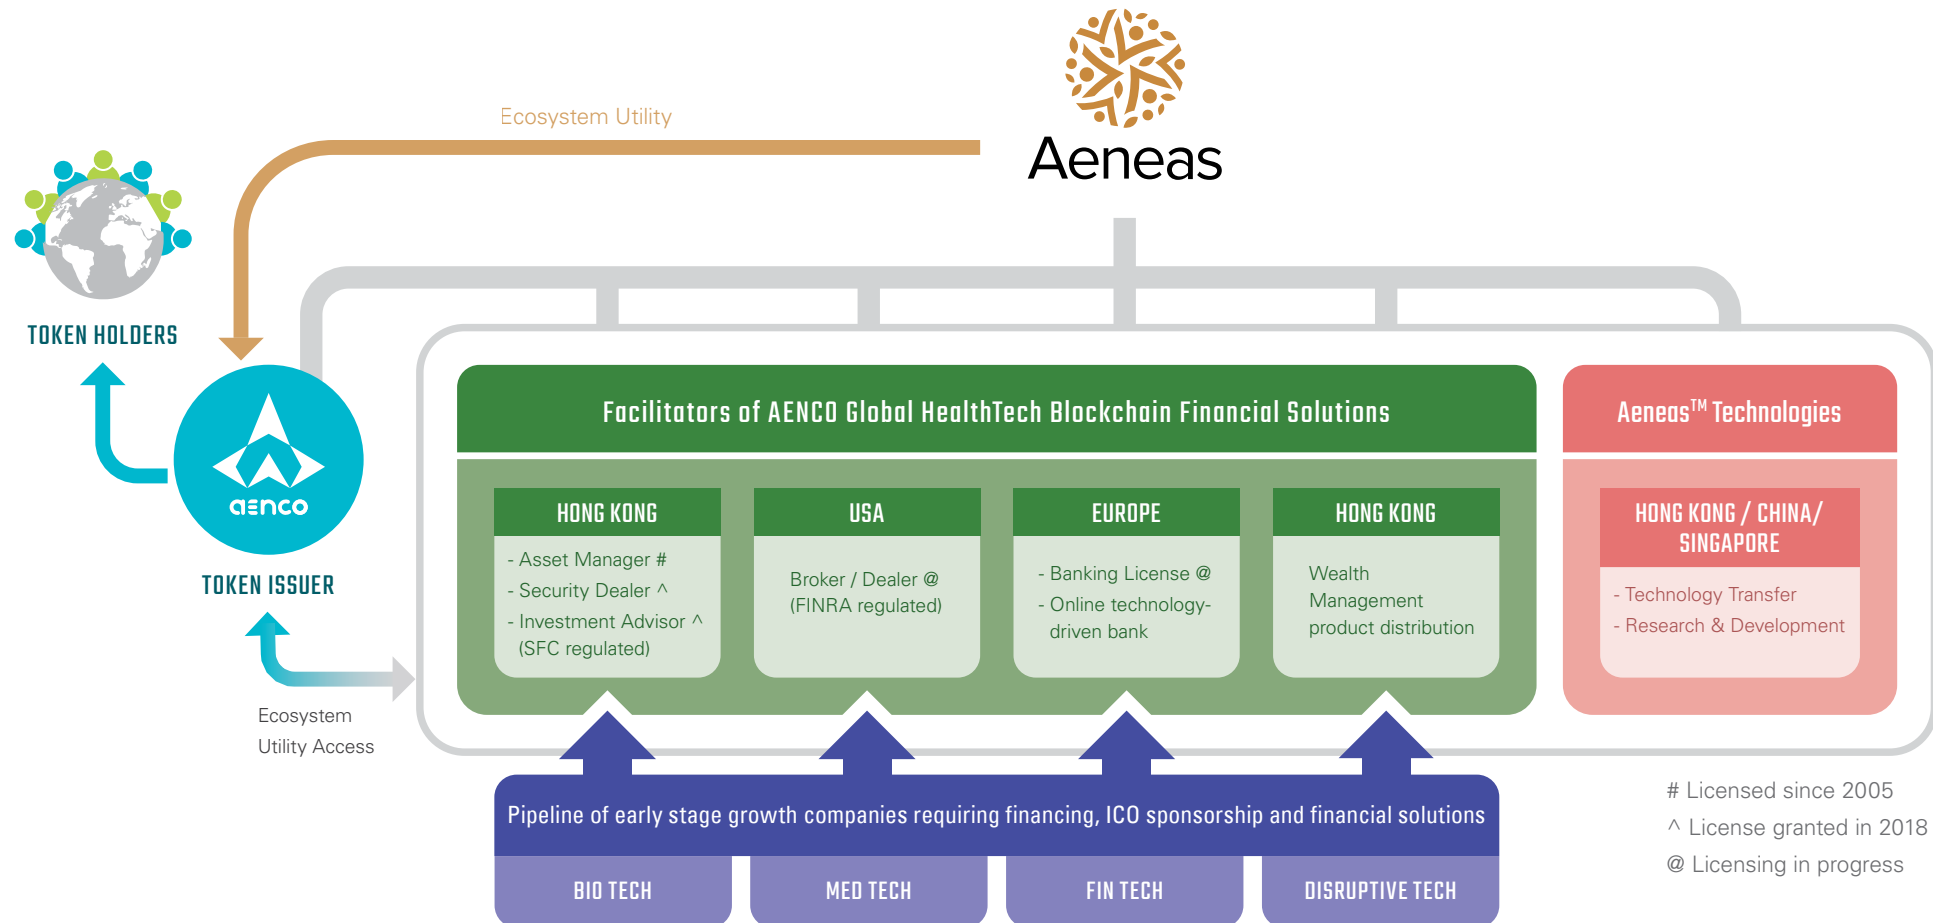 Ecosystem Utility
Aeneas
TOKEN HOLDERS
aenco
TOKEN ISSUER
Ecosystem
Utility Access
Facilitators of AENCO Global HealthTech Blockchain Financial Solutions
HONG KONG
- Asset Manager #
- Security Dealer ^
- Investment Advisor ^
(SFC regulated)
USA
Broker / Dealer @
(FINRA regulated)
EUROPE
- Banking License @
- Online technology-
driven bank
HONG KONG
Wealth
Management
product distribution
Aeneas™ Technologies
HONG KONG / CHINA/
SINGAPORE
- Technology Transfer
- Research & Development
Pipeline of early stage growth companies requiring financing, ICO sponsorship and financial solutions
BIO TECH
MED TECH
FIN TECH
DISRUPTIVE TECH
# Licensed since 2005
^ License granted in 2018
@ Licensing in progress